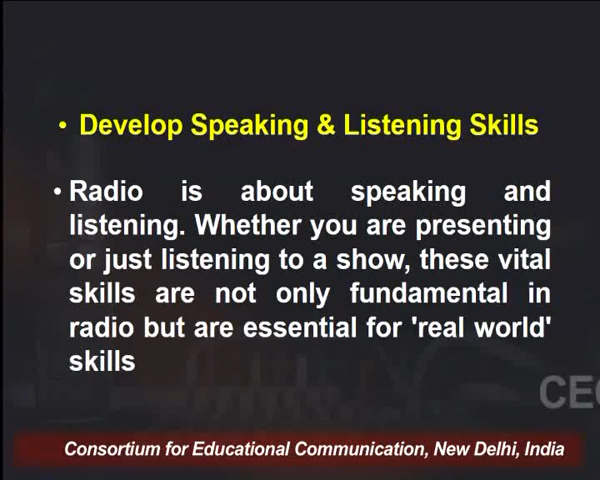 • Develop Speaking & Listening Skills
• Radio is about speaking and
listening. Whether you are presenting
or just listening to a show, these vital
skills are not only fundamental in
radio but are essential for 'real world'
skills
CEC
Consortium for Educational Communication, New Delhi, India